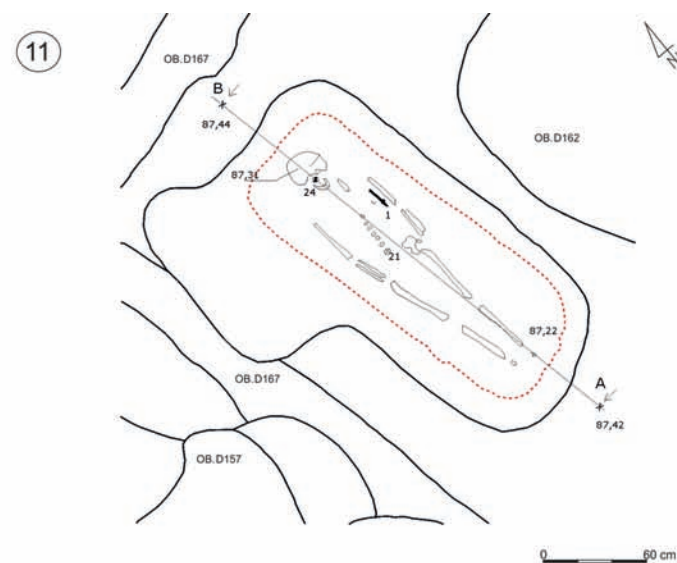 11
OB.D167
N
B
87,44
OB.D162
87,31
24
1
21
87,22
OB.D167
A
87,42
OB.D157
0 60 cm